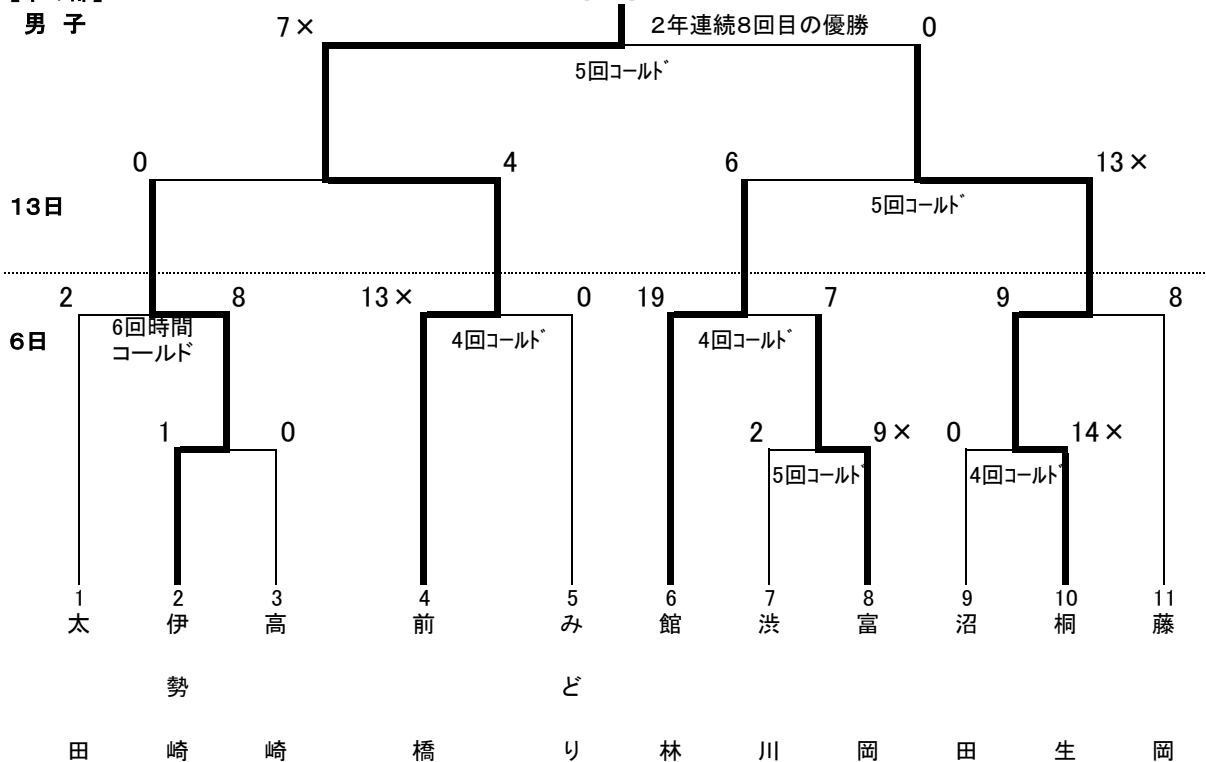 男 子
7× 2年連続8回目の優勝 0
5回コールド
0 4 6 13×
13日
5回コールド
2 8 13× 0 19 7 9 8
6日
6回時間
コールド
4回コールド 4回コールド
1 0 2 9× 0 14×
5回コールド 4回コールド
1 2 3 4 5 6 7 8 9 10 11
太田
伊勢崎
高崎
前橋
みどり
館林
渋川
富岡
沼田
桐生
藤岡